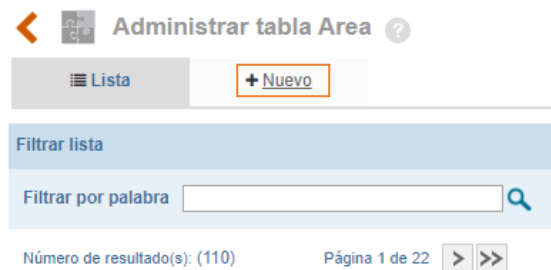 Administrar tabla Area ?
Lista
+ Nuevo
Filtrar lista
Filtrar por palabra
Número de resultado(s): (110)
Página 1 de 22 > >>